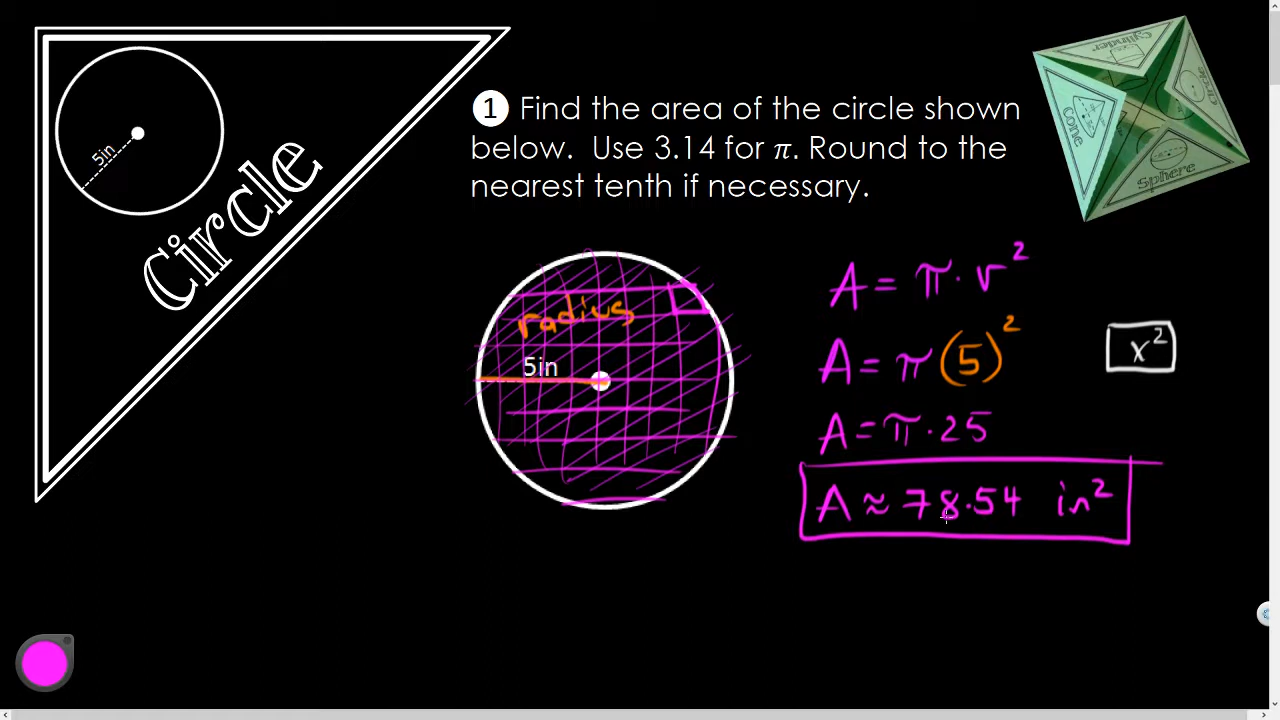 5in
Circle
1 Find the area of the circle shown
below. Use 3.14 for π. Round to the
nearest tenth if necessary.
Cylinder
Circle
Cone
Sphere
radius
5in
A = π · r²
A = π (5)²
x²
A = π · 25
A ≈ 78.54 in²